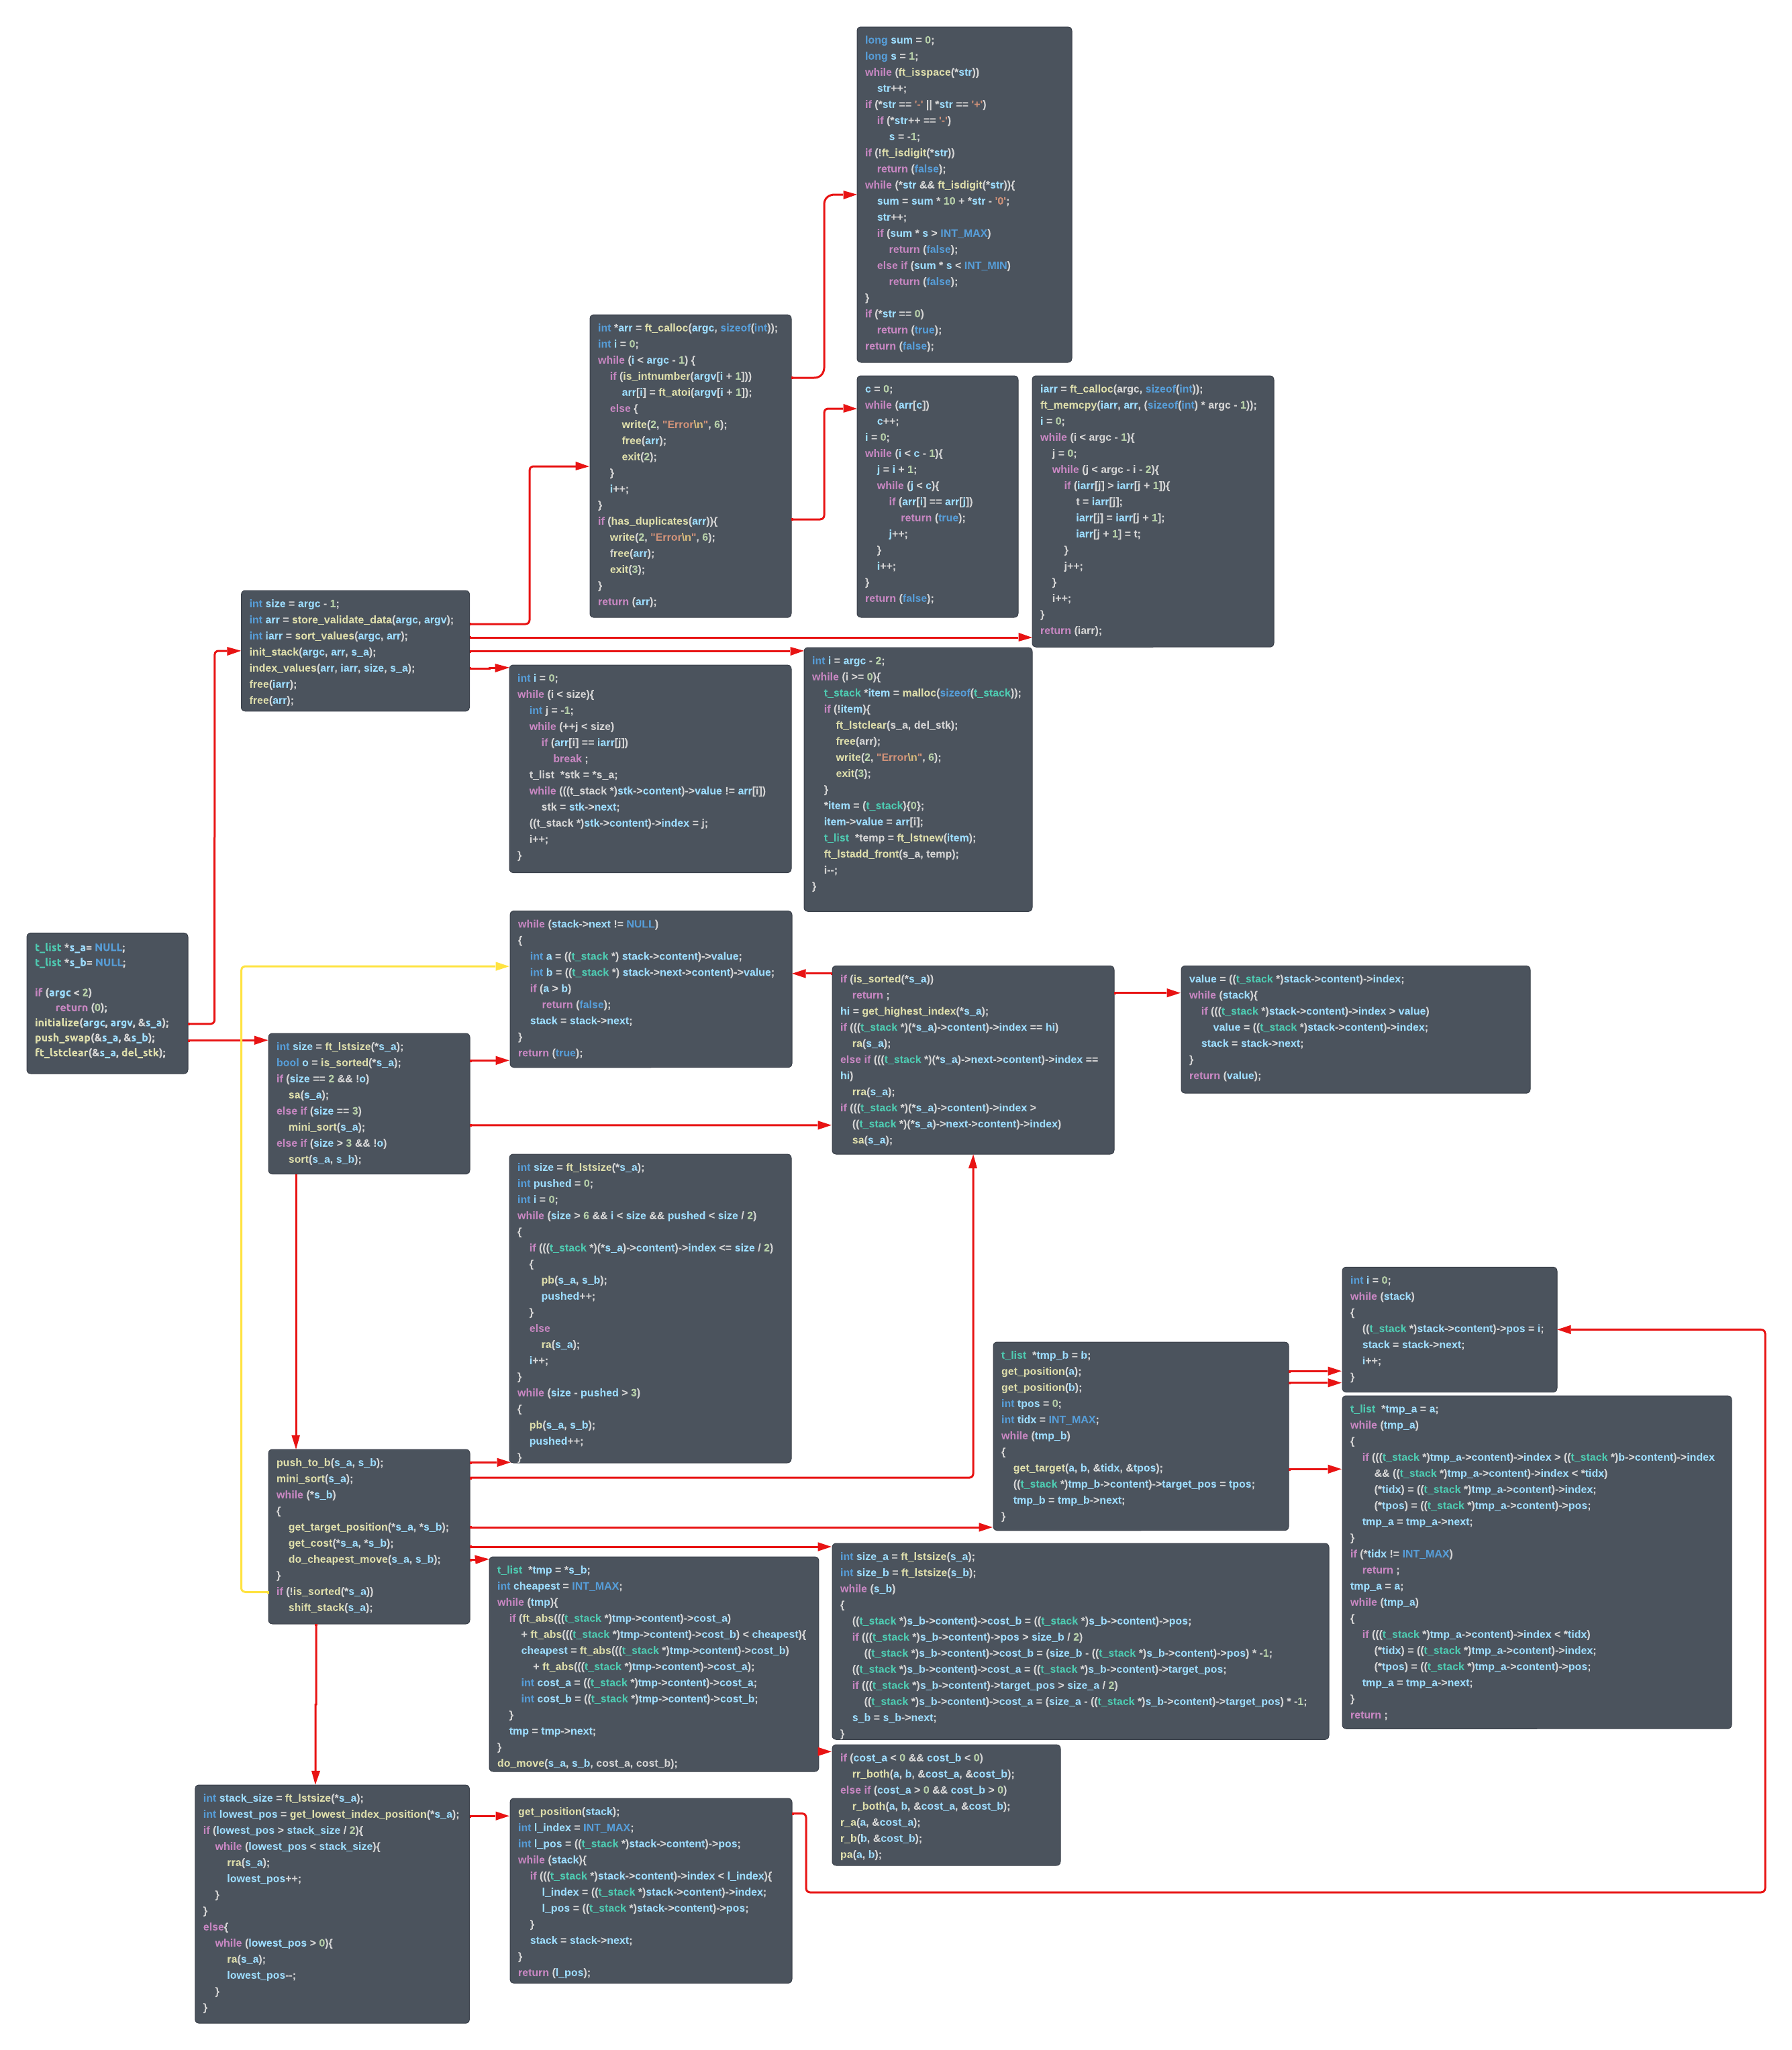 long sum = 0;
long s = 1;
while (ft_isspace(*str))
str++;
if (*str == '-' || *str == '+')
if (*str++ == '-')
s = -1;
if (!ft_isdigit(*str))
return (false);
while (*str && ft_isdigit(*str)){
sum = sum * 10 + *str - '0';
str++;
if (sum * s > INT_MAX)
return (false);
else if (sum * s < INT_MIN)
return (false);
}
if (*str == 0)
return (true);
return (false);
int *arr = ft_calloc(argc, sizeof(int));
int i = 0;
while (i < argc - 1) {
if (is_intnumber(argv[i + 1]))
arr[i] = ft_atoi(argv[i + 1]);
else {
write(2, "Error\n", 6);
free(arr);
exit(2);
}
i++;
}
if (has_duplicates(arr)){
write(2, "Error\n", 6);
free(arr);
exit(3);
}
return (arr);
c = 0;
while (arr[c])
c++;
i = 0;
while (i < c - 1){
j = i + 1;
while (j < c){
if (arr[i] == arr[j])
return (true);
j++;
}
i++;
}
return (false);
iarr = ft_calloc(argc, sizeof(int));
ft_memcpy(iarr, arr, (sizeof(int) * argc - 1));
i = 0;
while (i < argc - 1){
j = 0;
while (j < argc - i - 2){
if (iarr[j] > iarr[j + 1]){
t = iarr[j];
iarr[j] = iarr[j + 1];
iarr[j + 1] = t;
}
j++;
}
i++;
}
return (iarr);
int size = argc - 1;
int arr = store_validate_data(argc, argv);
int iarr = sort_values(argc, arr);
init_stack(argc, arr, s_a);
index_values(arr, iarr, size, s_a);
free(iarr);
free(arr);
int i = 0;
while (i < size){
int j = -1;
while (++j < size)
if (arr[i] == iarr[j])
break ;
t_list *stk = *s_a;
while (((t_stack *)stk->content)->value != arr[i])
stk = stk->next;
((t_stack *)stk->content)->index = j;
i++;
}
int i = argc - 2;
while (i >= 0){
t_stack *item = malloc(sizeof(t_stack));
if (!item){
ft_lstclear(s_a, del_stk);
free(arr);
write(2, "Error\n", 6);
exit(3);
}
*item = (t_stack){0};
item->value = arr[i];
t_list *temp = ft_lstnew(item);
ft_lstadd_front(s_a, temp);
i--;
}
t_list *s_a= NULL;
t_list *s_b= NULL;
if (argc < 2)
return (0);
initialize(argc, argv, &s_a);
push_swap(&s_a, &s_b);
ft_lstclear(&s_a, del_stk);
int size = ft_lstsize(*s_a);
bool o = is_sorted(*s_a);
if (size == 2 && !o)
sa(s_a);
else if (size == 3)
mini_sort(s_a);
else if (size > 3 && !o)
sort(s_a, s_b);
while (stack->next != NULL)
{
int a = ((t_stack *) stack->content)->value;
int b = ((t_stack *) stack->next->content)->value;
if (a > b)
return (false);
stack = stack->next;
}
return (true);
if (is_sorted(*s_a))
return ;
hi = get_highest_index(*s_a);
if (((t_stack *)(*s_a)->content)->index == hi)
ra(s_a);
else if (((t_stack *)(*s_a)->next->content)->index ==
hi)
rra(s_a);
if (((t_stack *)(*s_a)->content)->index >
((t_stack *)(*s_a)->next->content)->index)
sa(s_a);
value = ((t_stack *)stack->content)->index;
while (stack){
if (((t_stack *)stack->content)->index > value)
value = ((t_stack *)stack->content)->index;
stack = stack->next;
}
return (value);
int size = ft_lstsize(*s_a);
int pushed = 0;
int i = 0;
while (size > 6 && i < size && pushed < size / 2)
{
if (((t_stack *)(*s_a)->content)->index <= size / 2)
{
pb(s_a, s_b);
pushed++;
}
else
ra(s_a);
i++;
}
while (size - pushed > 3)
{
pb(s_a, s_b);
pushed++;
}
push_to_b(s_a, s_b);
mini_sort(s_a);
while (*s_b)
{
get_target_position(*s_a, *s_b);
get_cost(*s_a, *s_b);
do_cheapest_move(s_a, s_b);
}
if (!is_sorted(*s_a))
shift_stack(s_a);
t_list *tmp_b = b;
get_position(a);
get_position(b);
int tpos = 0;
int tidx = INT_MAX;
while (tmp_b)
{
get_target(a, b, &tidx, &tpos);
((t_stack *)tmp_b->content)->target_pos = tpos;
tmp_b = tmp_b->next;
}
int i = 0;
while (stack)
{
((t_stack *)stack->content)->pos = i;
stack = stack->next;
i++;
}
t_list *tmp_a = a;
while (tmp_a)
{
if (((t_stack *)tmp_a->content)->index > ((t_stack *)b->content)->index
&& ((t_stack *)tmp_a->content)->index < *tidx)
(*tidx) = ((t_stack *)tmp_a->content)->index;
(*tpos) = ((t_stack *)tmp_a->content)->pos;
tmp_a = tmp_a->next;
}
if (*tidx != INT_MAX)
return ;
tmp_a = a;
while (tmp_a)
{
if (((t_stack *)tmp_a->content)->index < *tidx)
(*tidx) = ((t_stack *)tmp_a->content)->index;
(*tpos) = ((t_stack *)tmp_a->content)->pos;
tmp_a = tmp_a->next;
}
return ;
t_list *tmp = *s_b;
int cheapest = INT_MAX;
while (tmp){
if (ft_abs(((t_stack *)tmp->content)->cost_a)
+ ft_abs(((t_stack *)tmp->content)->cost_b) < cheapest){
cheapest = ft_abs(((t_stack *)tmp->content)->cost_b)
+ ft_abs(((t_stack *)tmp->content)->cost_a);
int cost_a = ((t_stack *)tmp->content)->cost_a;
int cost_b = ((t_stack *)tmp->content)->cost_b;
}
tmp = tmp->next;
}
do_move(s_a, s_b, cost_a, cost_b);
int size_a = ft_lstsize(s_a);
int size_b = ft_lstsize(s_b);
while (s_b)
{
((t_stack *)s_b->content)->cost_b = ((t_stack *)s_b->content)->pos;
if (((t_stack *)s_b->content)->pos > size_b / 2)
((t_stack *)s_b->content)->cost_b = (size_b - ((t_stack *)s_b->content)->pos) * -1;
((t_stack *)s_b->content)->cost_a = ((t_stack *)s_b->content)->target_pos;
if (((t_stack *)s_b->content)->target_pos > size_a / 2)
((t_stack *)s_b->content)->cost_a = (size_a - ((t_stack *)s_b->content)->target_pos) * -1;
s_b = s_b->next;
}
if (cost_a < 0 && cost_b < 0)
rr_both(a, b, &cost_a, &cost_b);
else if (cost_a > 0 && cost_b > 0)
r_both(a, b, &cost_a, &cost_b);
r_a(a, &cost_a);
r_b(b, &cost_b);
pa(a, b);
int stack_size = ft_lstsize(*s_a);
int lowest_pos = get_lowest_index_position(*s_a);
if (lowest_pos > stack_size / 2){
while (lowest_pos < stack_size){
rra(s_a);
lowest_pos++;
}
}
else{
while (lowest_pos > 0){
ra(s_a);
lowest_pos--;
}
}
get_position(stack);
int l_index = INT_MAX;
int l_pos = ((t_stack *)stack->content)->pos;
while (stack){
if (((t_stack *)stack->content)->index < l_index){
l_index = ((t_stack *)stack->content)->index;
l_pos = ((t_stack *)stack->content)->pos;
}
stack = stack->next;
}
return (l_pos);